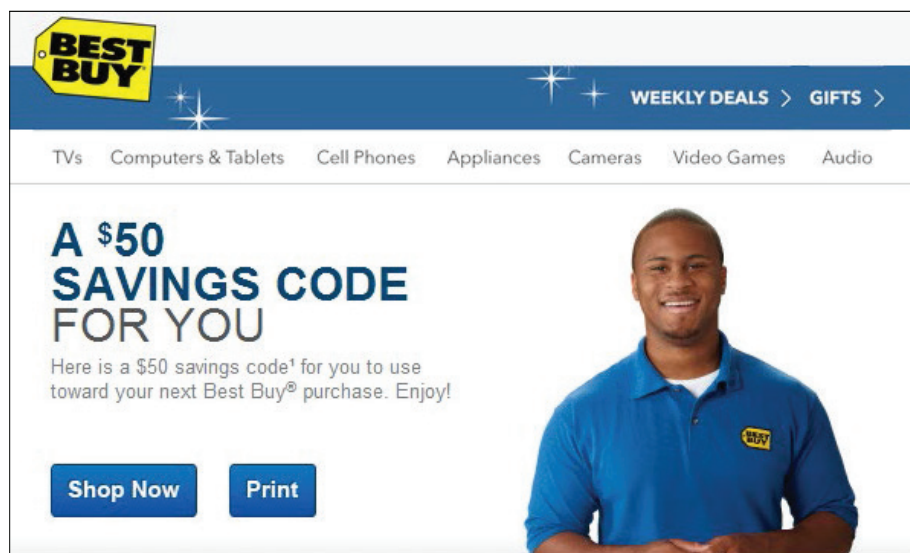 BEST
BUY
WEEKLY DEALS > GIFTS >
TVs Computers & Tablets Cell Phones Appliances Cameras Video Games Audio
A $50
SAVINGS CODE
FOR YOU
Here is a $50 savings code¹ for you to use
toward your next Best Buy® purchase. Enjoy!
BEST
BUY
Shop Now Print